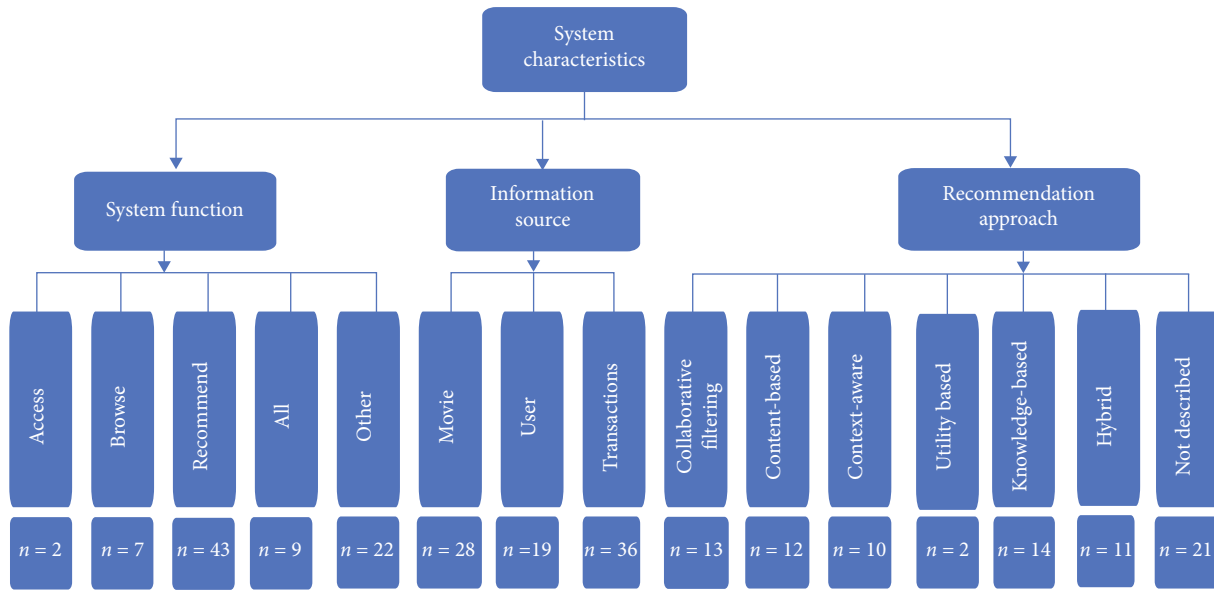 System
characteristics
System function
Information
source
Recommendation
approach
Access
Browse
Recommend
All
Other
Movie
User
Transactions
Collaborative
filtering
Content-based
Context-aware
Utility based
Knowledge-based
Hybrid
Not described
n = 2
n = 7
n = 43
n = 9
n = 22
n = 28
n =19
n = 36
n = 13
n = 12
n = 10
n = 2
n = 14
n = 11
n = 21